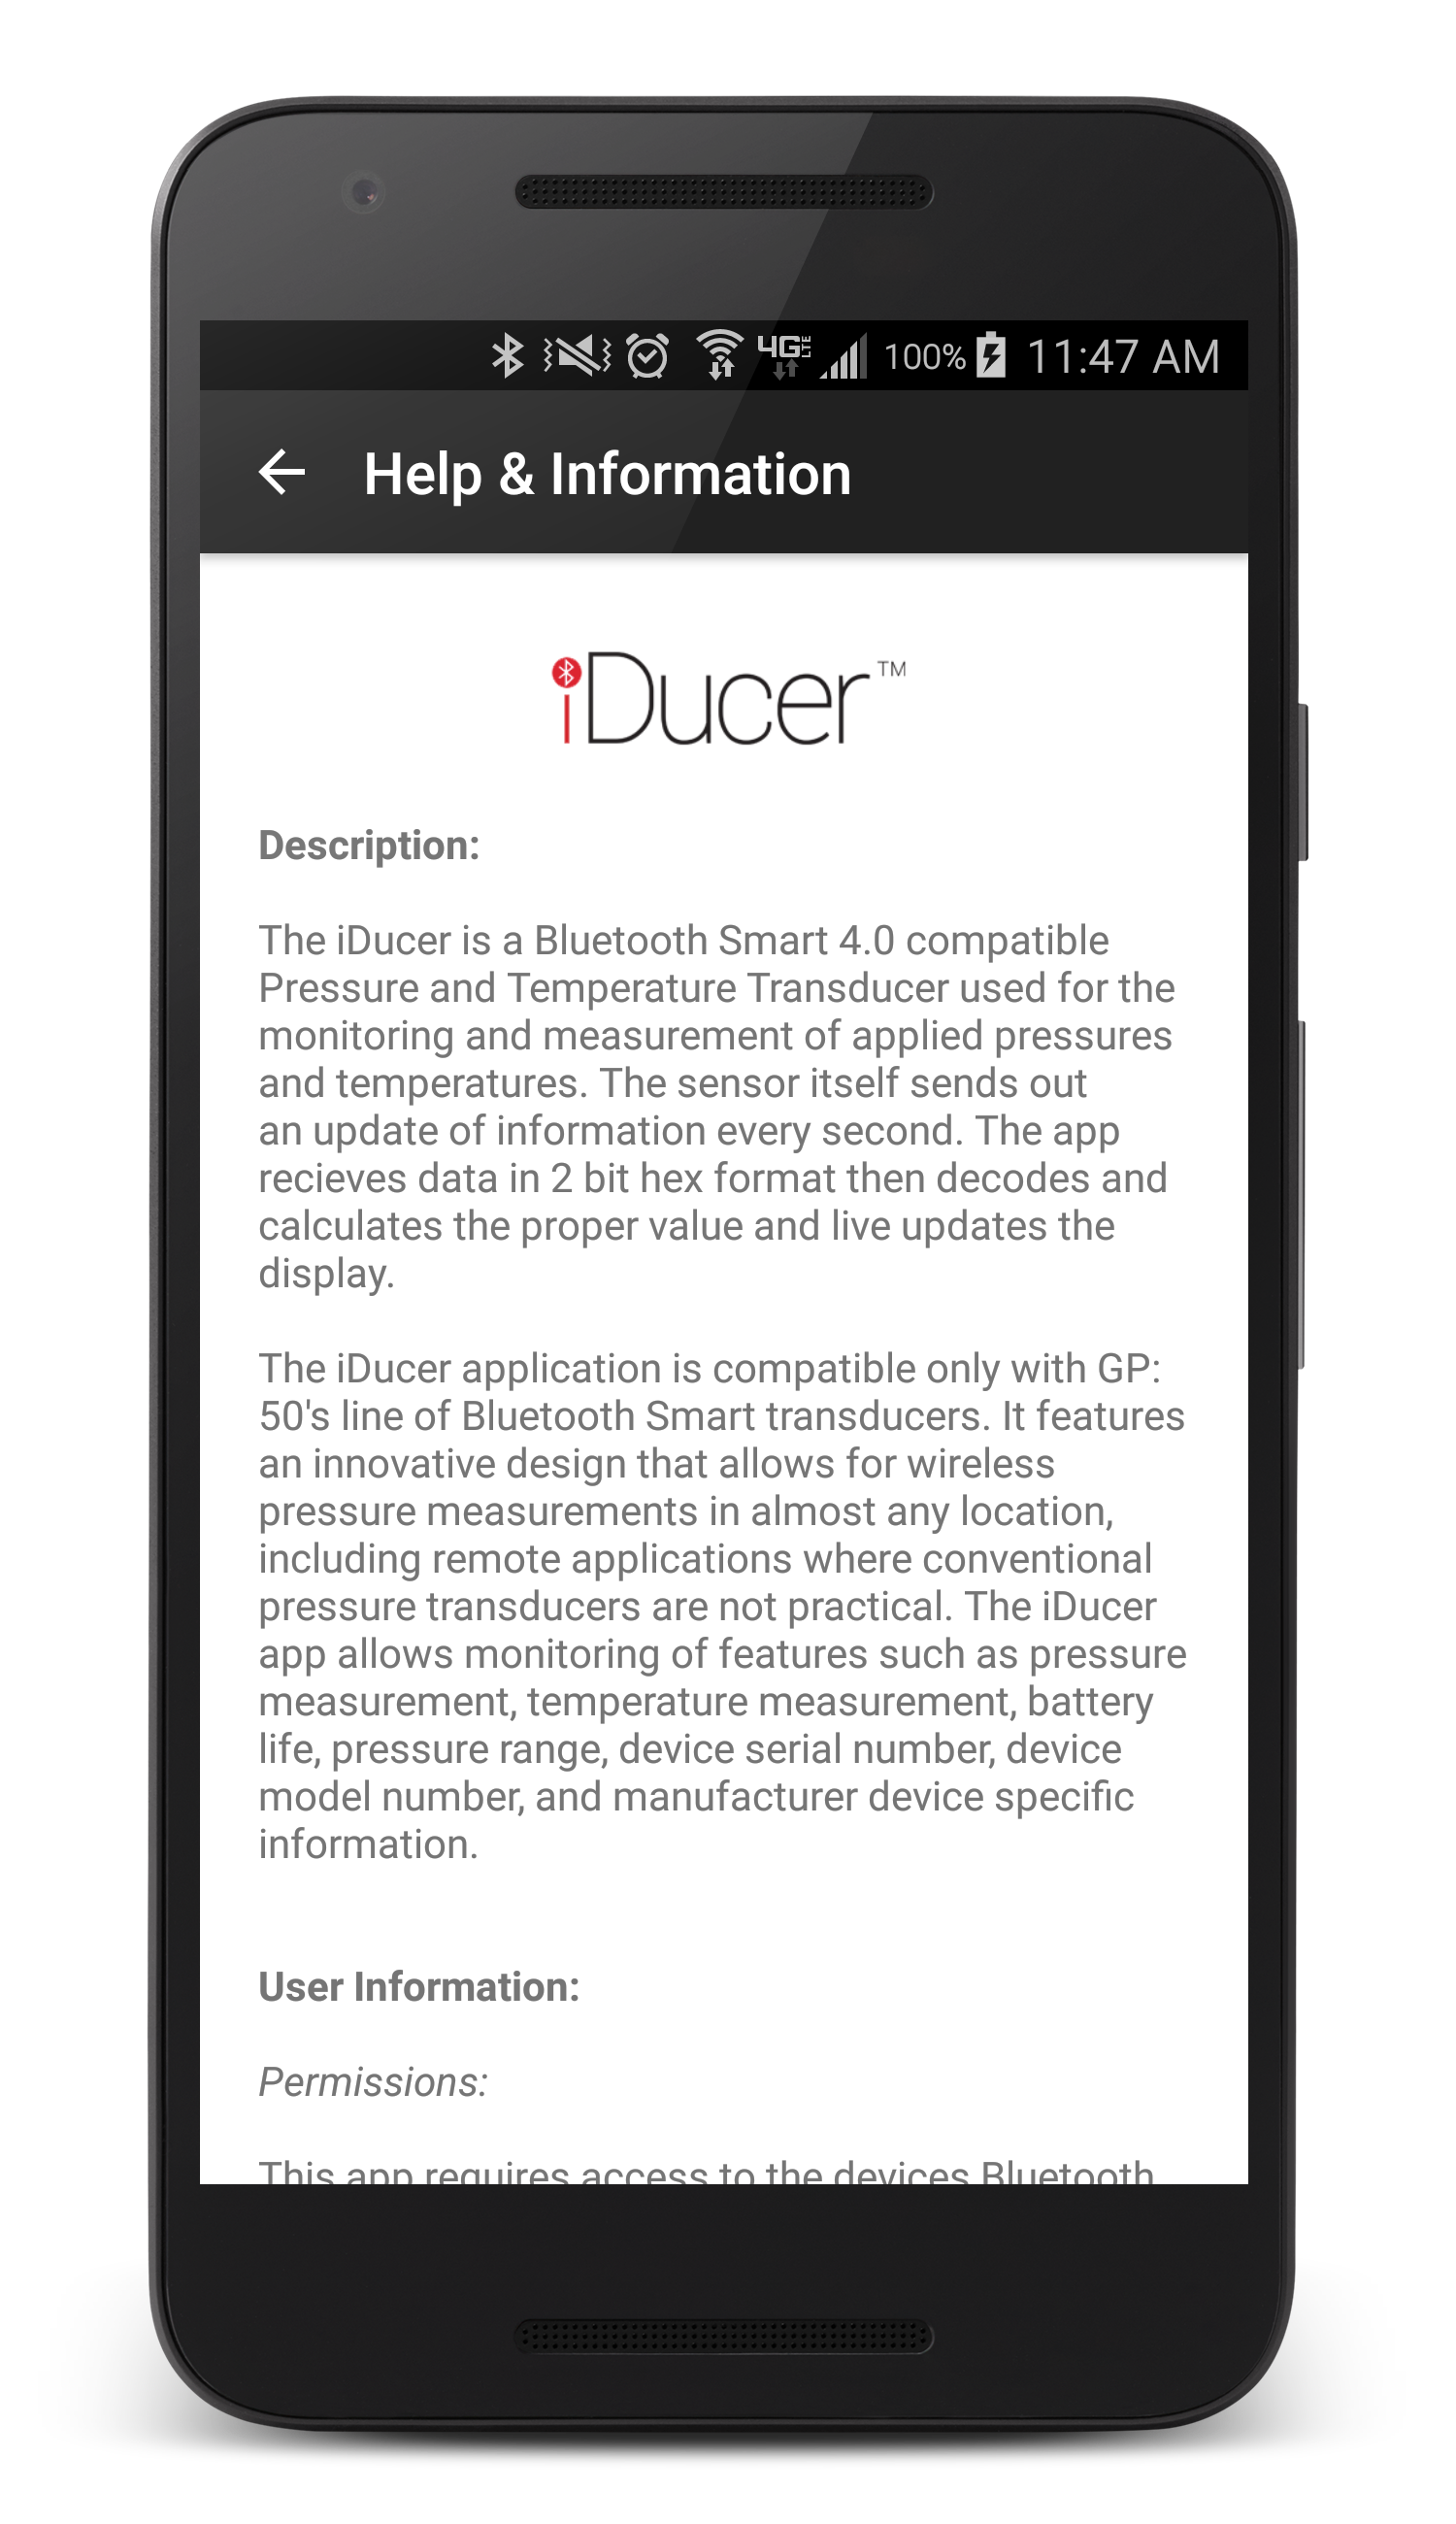 4G LTE 100% 11:47 AM
Help & Information
iDucer™
Description:
The iDucer is a Bluetooth Smart 4.0 compatible
Pressure and Temperature Transducer used for the
monitoring and measurement of applied pressures
and temperatures. The sensor itself sends out
an update of information every second. The app
recieves data in 2 bit hex format then decodes and
calculates the proper value and live updates the
display.
The iDucer application is compatible only with GP:
50's line of Bluetooth Smart transducers. It features
an innovative design that allows for wireless
pressure measurements in almost any location,
including remote applications where conventional
pressure transducers are not practical. The iDucer
app allows monitoring of features such as pressure
measurement, temperature measurement, battery
life, pressure range, device serial number, device
model number, and manufacturer device specific
information.
User Information:
Permissions:
This app requires access to the devices Bluetooth